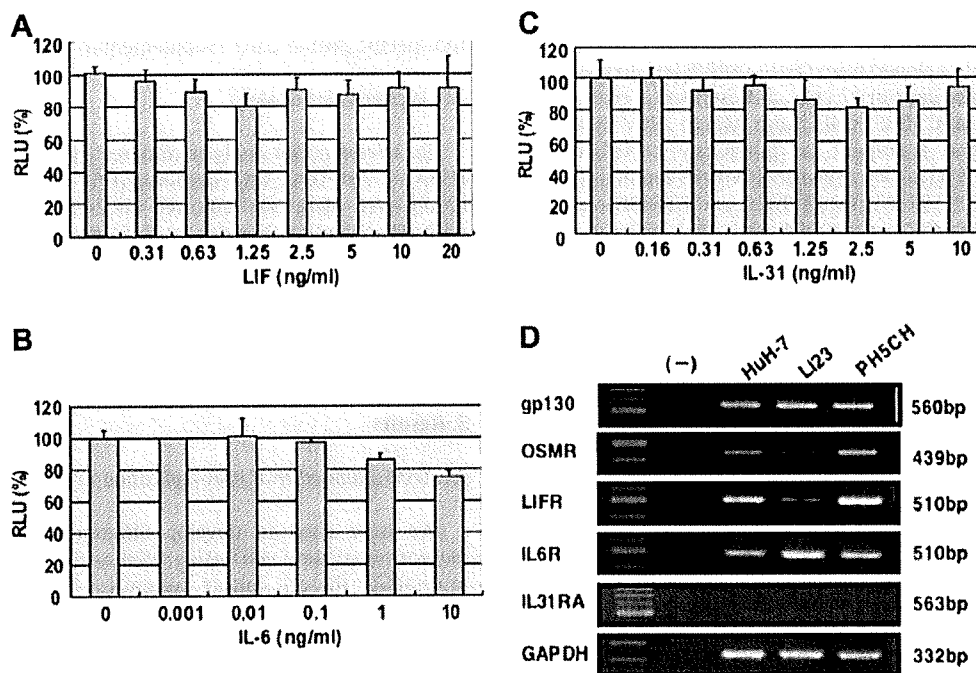 A
120
100
80
60
40
20
0
RLU (%)
0 0.31 0.63 1.25 2.5 5 10 20
LIF (ng/ml)
C
120
100
80
60
40
20
0
RLU (%)
0 0.16 0.31 0.63 1.25 2.5 5 10
IL-31 (ng/ml)
B
120
100
80
60
40
20
0
RLU (%)
0 0.001 0.01 0.1 1 10
IL-6 (ng/ml)
D
(-) HuH-7 Li23 PH5CH
gp130 560bp
OSMR 439bp
LIFR 510bp
IL6R 510bp
IL31RA 563bp
GAPDH 332bp